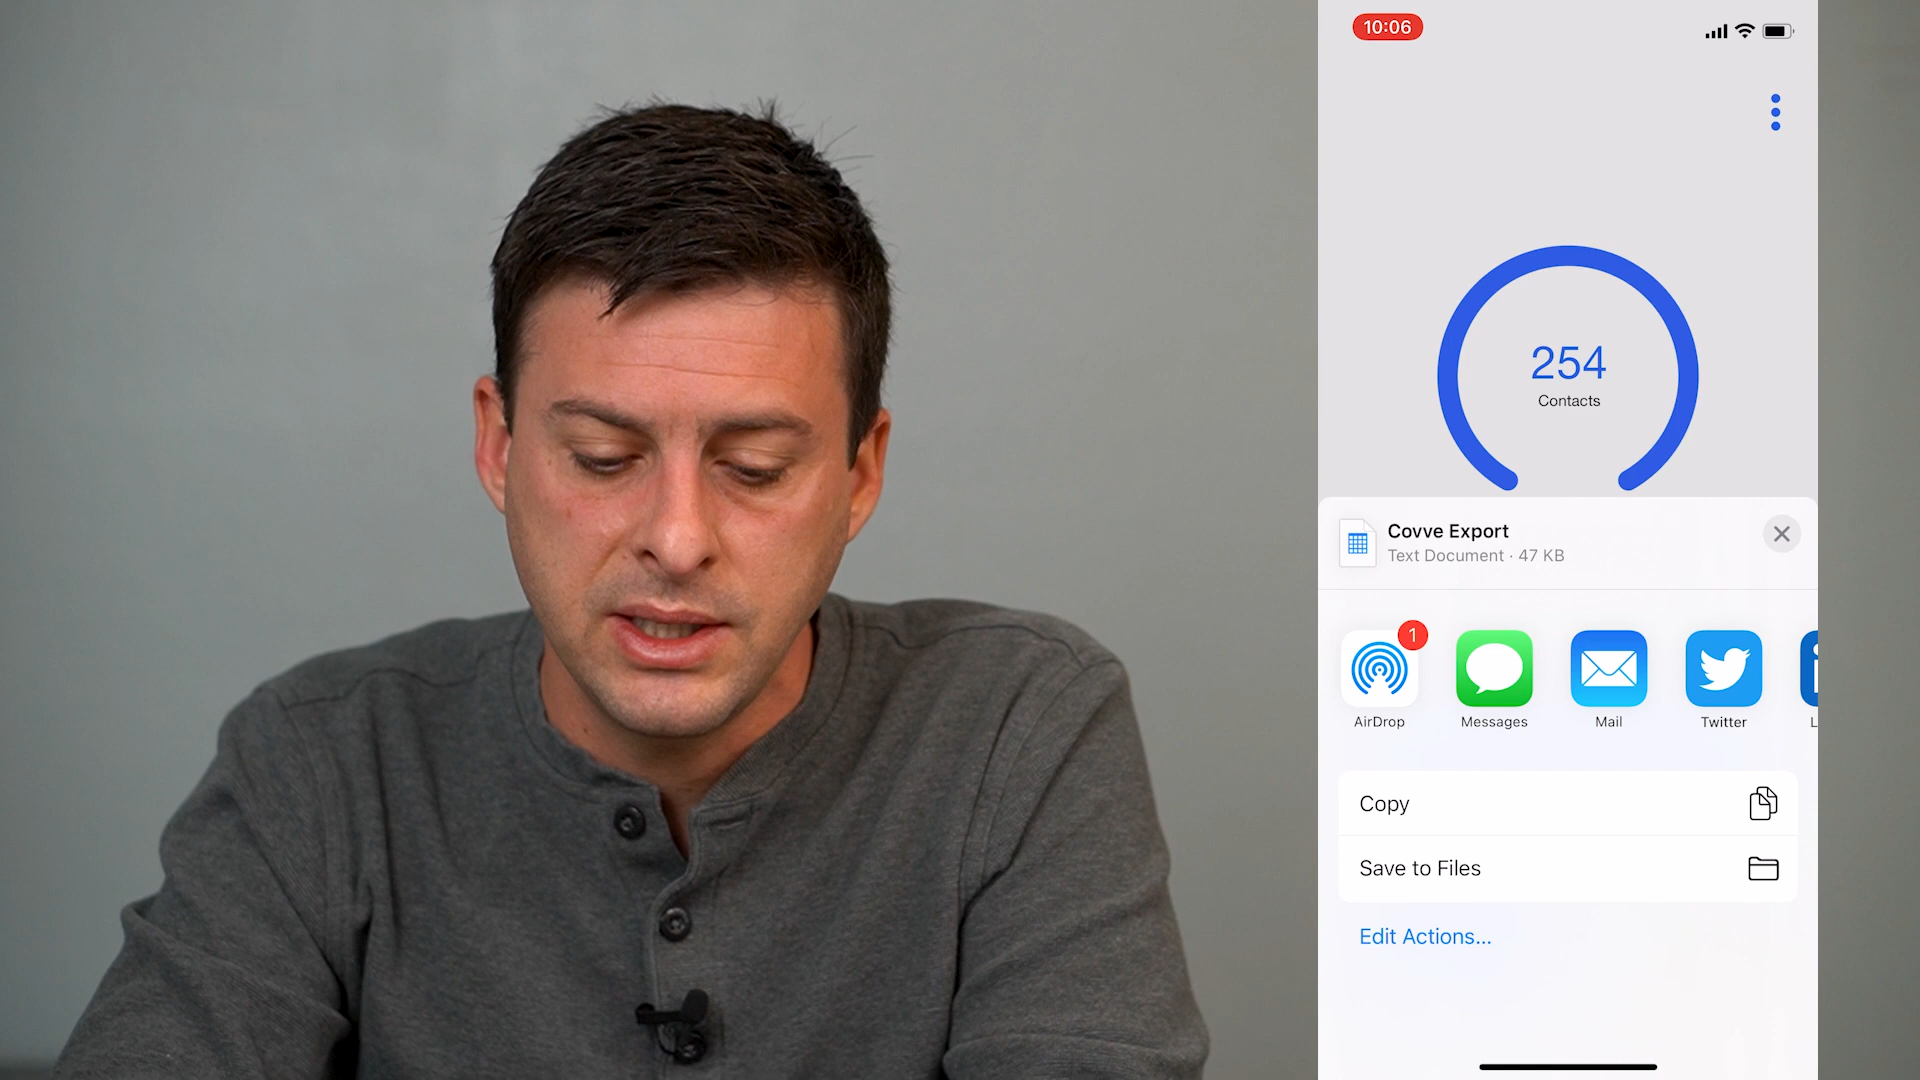 10:06
254
Contacts
Covve Export
Text Document · 47 KB
1
AirDrop
Messages
Mail
Twitter
L
Copy
Save to Files
Edit Actions...